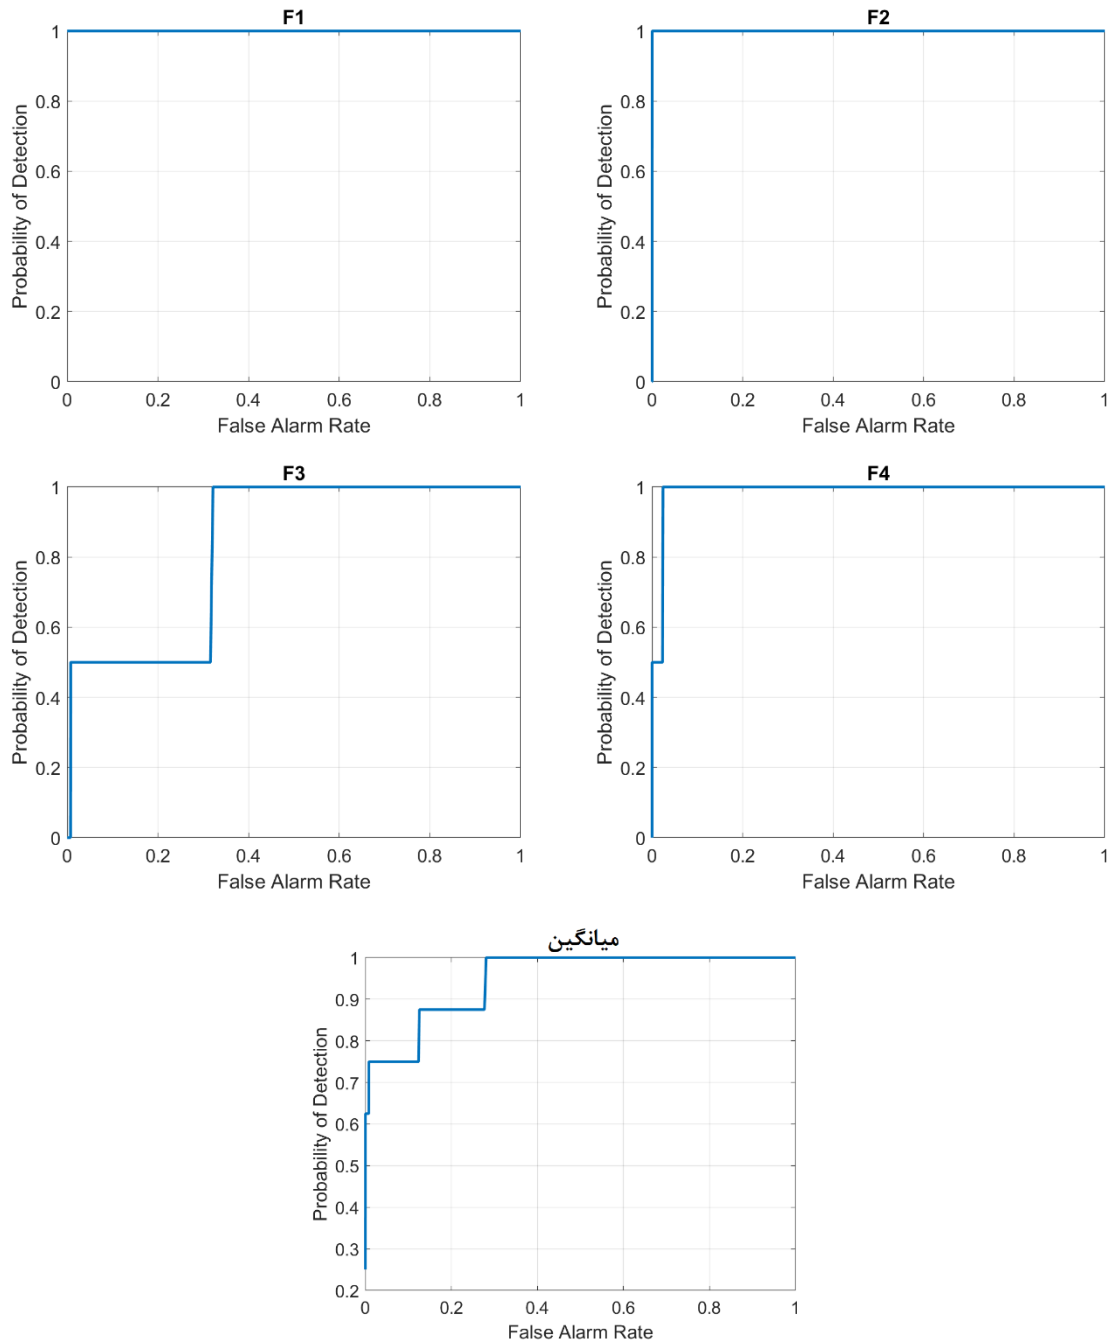 F1
1
0.8
0.6
0.4
0.2
0
Probability of Detection
0 0.2 0.4 0.6 0.8 1
False Alarm Rate
F2
1
0.8
0.6
0.4
0.2
0
Probability of Detection
0 0.2 0.4 0.6 0.8 1
False Alarm Rate
F3
1
0.8
0.6
0.4
0.2
0
Probability of Detection
0 0.2 0.4 0.6 0.8 1
False Alarm Rate
F4
1
0.8
0.6
0.4
0.2
0
Probability of Detection
0 0.2 0.4 0.6 0.8 1
False Alarm Rate
میانگین
1
0.9
0.8
0.7
0.6
0.5
0.4
0.3
0.2
Probability of Detection
0 0.2 0.4 0.6 0.8 1
False Alarm Rate